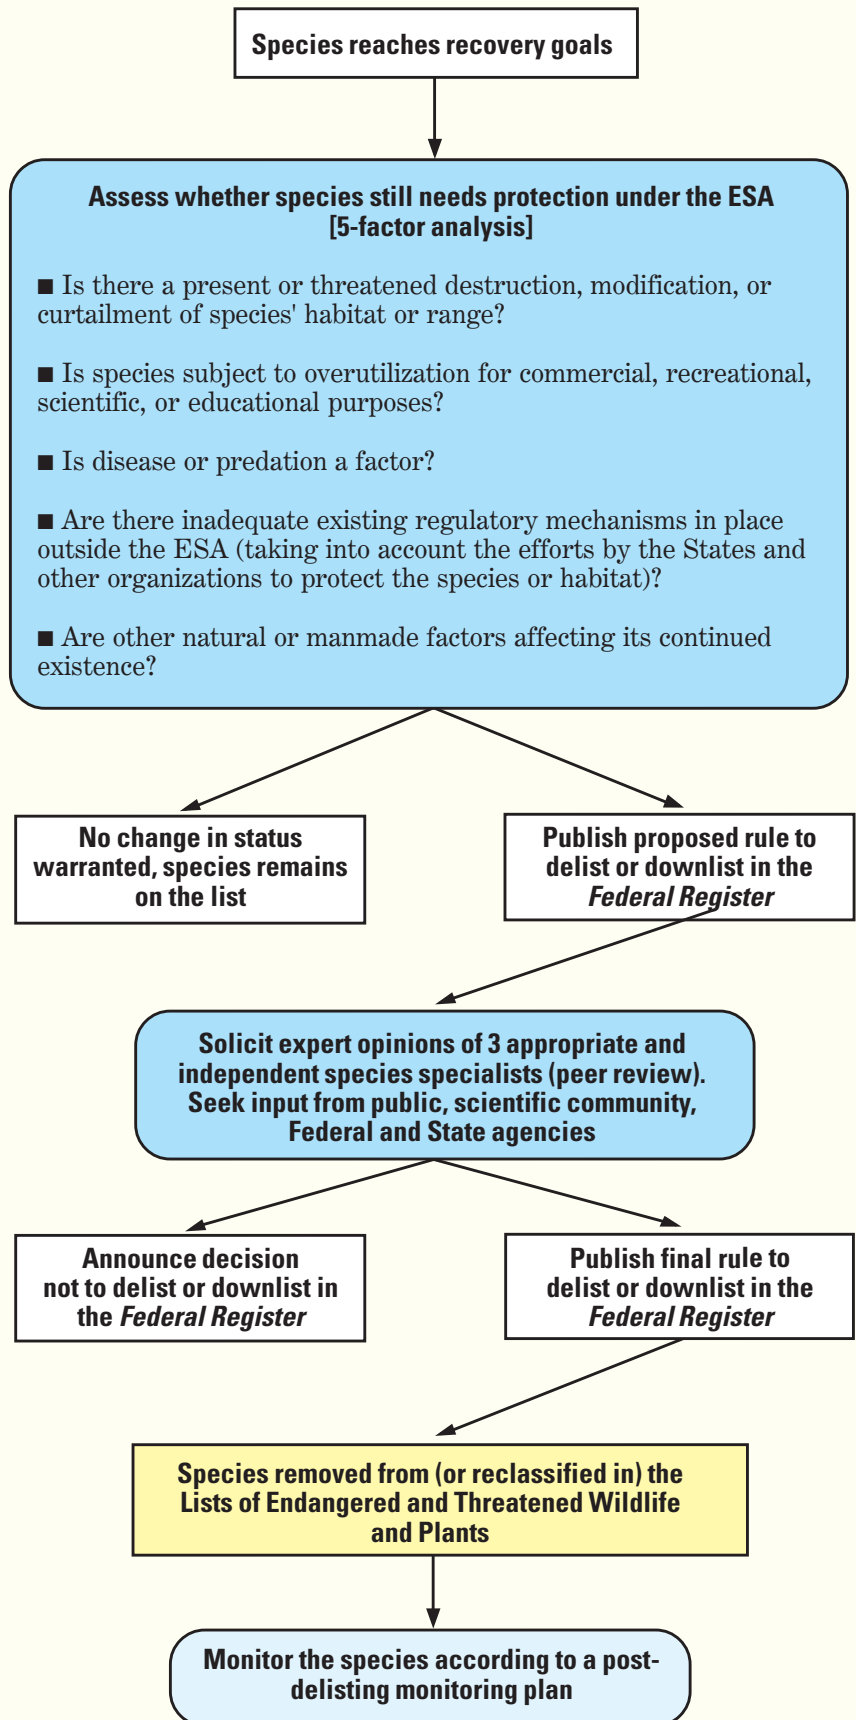 Species reaches recovery goals
Assess whether species still needs protection under the ESA
[5-factor analysis]
■ Is there a present or threatened destruction, modification, or
curtailment of species' habitat or range?
■ Is species subject to overutilization for commercial, recreational,
scientific, or educational purposes?
■ Is disease or predation a factor?
■ Are there inadequate existing regulatory mechanisms in place
outside the ESA (taking into account the efforts by the States and
other organizations to protect the species or habitat)?
■ Are other natural or manmade factors affecting its continued
existence?
No change in status
warranted, species remains
on the list
Publish proposed rule to
delist or downlist in the
Federal Register
Solicit expert opinions of 3 appropriate and
independent species specialists (peer review).
Seek input from public, scientific community,
Federal and State agencies
Announce decision
not to delist or downlist in
the Federal Register
Publish final rule to
delist or downlist in the
Federal Register
Species removed from (or reclassified in) the
Lists of Endangered and Threatened Wildlife
and Plants
Monitor the species according to a post-
delisting monitoring plan